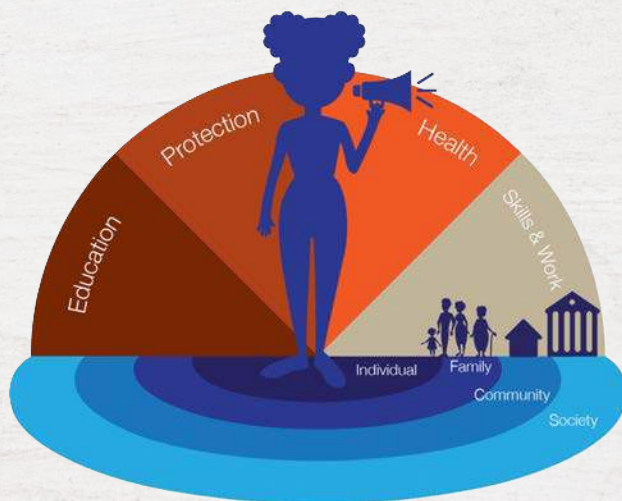 Education
Protection
Health
Skills & Work
Individual
Family
Community
Society